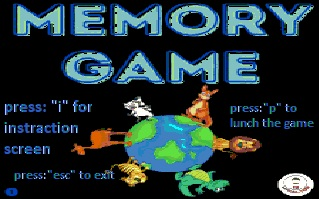 MEMORY
GAME
press: "i" for
instraction
screen
press:"p" to
lunch the game
press:"esc" to exit